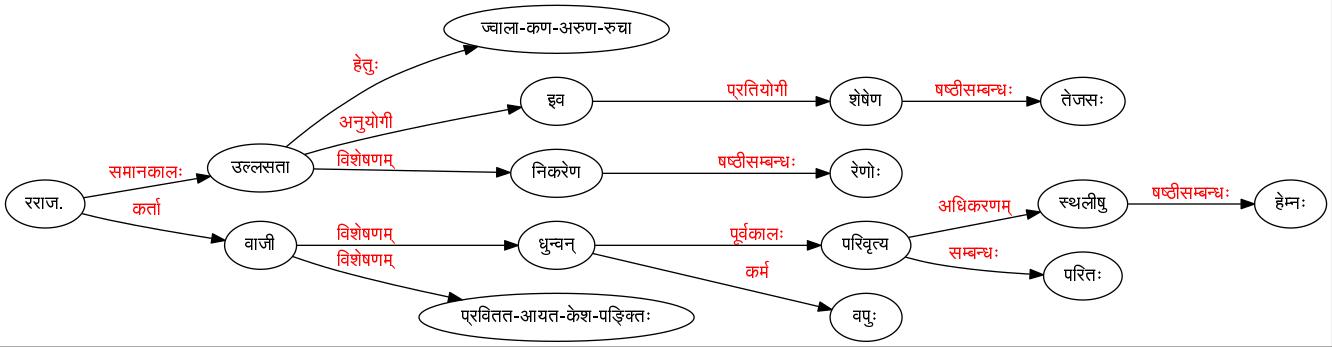 ज्वाला-कण-अरुण-रुचा
हेतुः
इव
प्रतियोगी
शेषेण
षष्ठीसम्बन्धः
तेजसः
अनुयोगी
समानकालः
उल्लसता
विशेषणम्
निकरेण
षष्ठीसम्बन्धः
रेणोः
रराज.
कर्ता
वाजी
विशेषणम्
धुन्वन्
पूर्वकालः
परिवृत्य
अधिकरणम्
स्थलीषु
षष्ठीसम्बन्धः
हेम्नः
सम्बन्धः
परितः
विशेषणम्
कर्म
वपुः
प्रवितत-आयत-केश-पङ्क्तिः